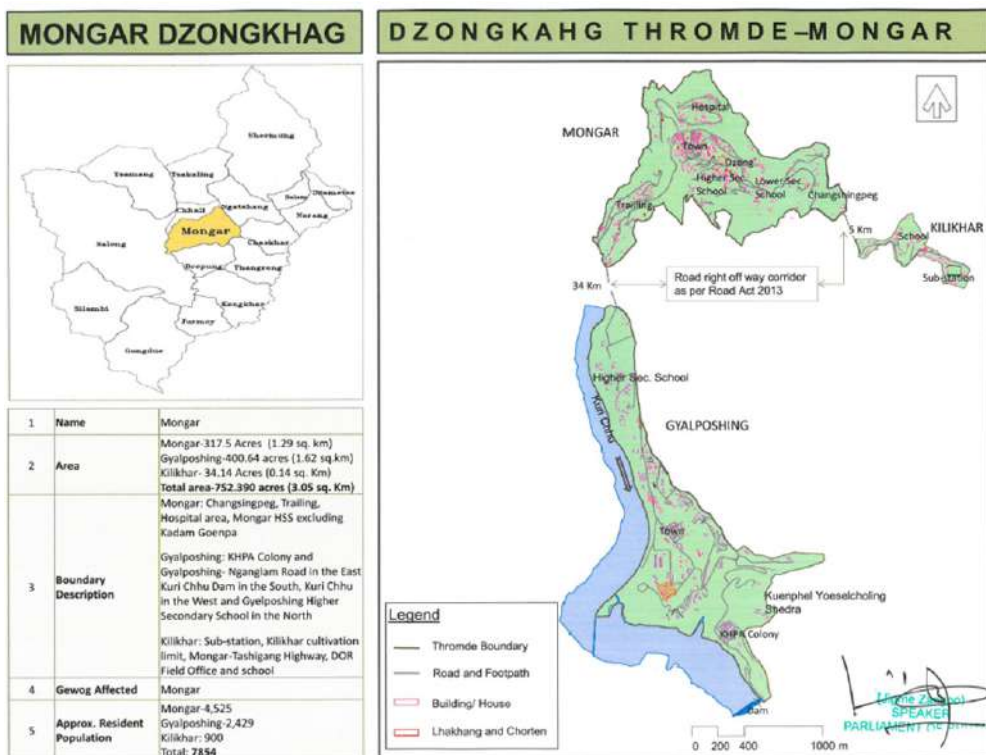 MONGAR DZONGKHAG
DZONGKAHG THROMDE–MONGAR
Shermung
Tsamang
Tsakaling
Chhali
Ngatshang
Narang
Mongar
Saleng
Chaskhar
Drepung
Thangrong
Kengkhar
Silambi
Jurmey
Gongdue
1 Name Mongar
2 Area
Mongar-317.5 Acres (1.29 sq. km)
Gyalposhing-400.64 acres (1.62 sq.km)
Kilikhar- 34.14 Acres (0.14 sq. Km)
Total area-752.390 acres (3.05 sq. Km)
3 Boundary Description
Mongar: Changsingpeg, Trailing,
Hospital area, Mongar HSS excluding
Kadam Goenpa
Gyalposhing: KHPA Colony and
Gyalposhing- Nganglam Road in the East
Kuri Chhu Dam in the South, Kuri Chhu
in the West and Gyelposhing Higher
Secondary School in the North
Kilikhar: Sub-station, Kilikhar cultivation
limit, Mongar-Tashigang Highway, DOR
Field Office and school
4 Gewog Affected Mongar
5 Approx. Resident Population
Mongar-4,525
Gyalposhing-2,429
Kilikhar: 900
Total: 7854
MONGAR
Hospital
Town
Dzong
Higher Sec.
School
Lower Sec.
School
Changshingpeg
Trailing
5 Km
KILIKHAR
School
Sub-station
34 Km
Road right off way corridor
as per Road Act 2013
Higher Sec. School
Kuri Chhu
GYALPOSHING
Town
Kuenphel Yoeselcholing
Shedra
KHPA Colony
Dam
Legend
Thromde Boundary
Road and Footpath
Building/ House
Lhakhang and Chorten
0 200 400 1000 m
SPEAKER
PARLIAMENT OF